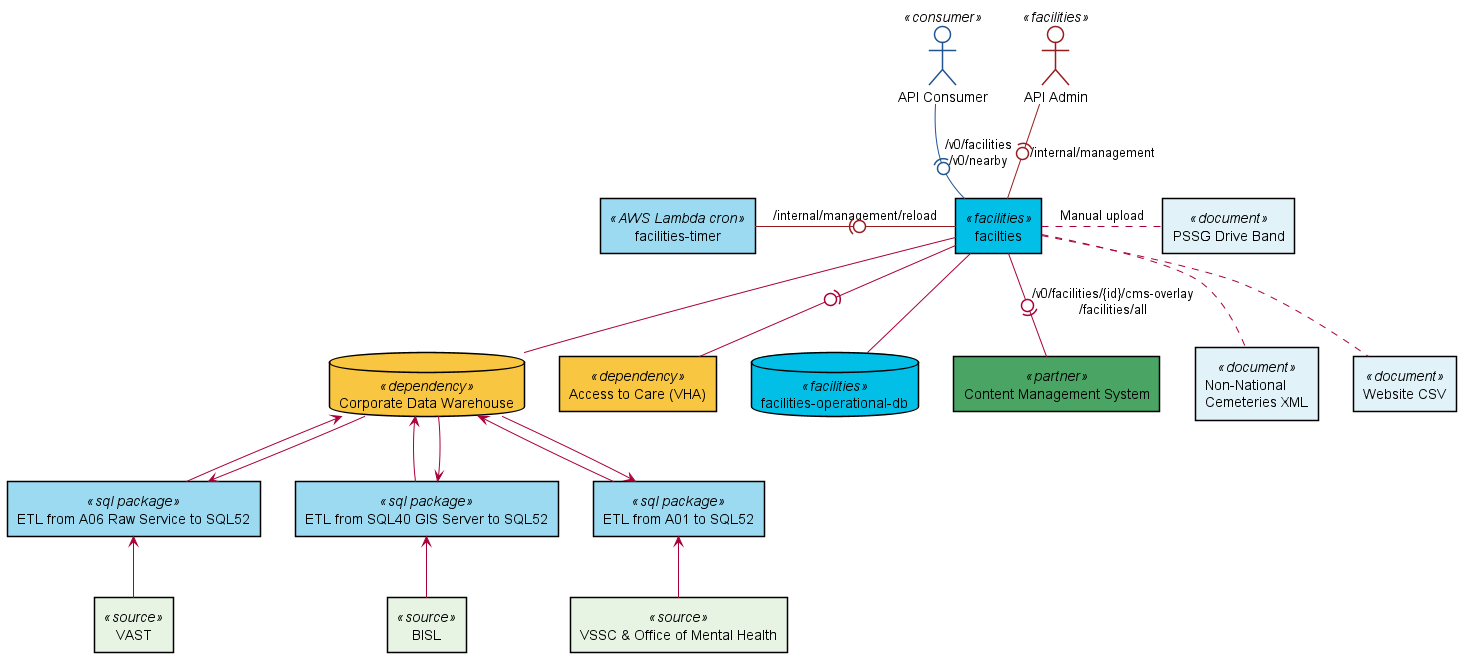 «consumer»
«facilities»
API Consumer
API Admin
/v0/facilities
/v0/nearby
/internal/management
«AWS Lambda cron»
facilities-timer
/internal/management/reload
«facilities»
facilties
Manual upload
«document»
PSSG Drive Band
/v0/facilities/{id}/cms-overlay
/facilities/all
«dependency»
Corporate Data Warehouse
«dependency»
Access to Care (VHA)
«facilities»
facilities-operational-db
«partner»
Content Management System
«document»
Non-National
Cemeteries XML
«document»
Website CSV
«sql package»
ETL from A06 Raw Service to SQL52
«sql package»
ETL from SQL40 GIS Server to SQL52
«sql package»
ETL from A01 to SQL52
«source»
VAST
«source»
BISL
«source»
VSSC & Office of Mental Health